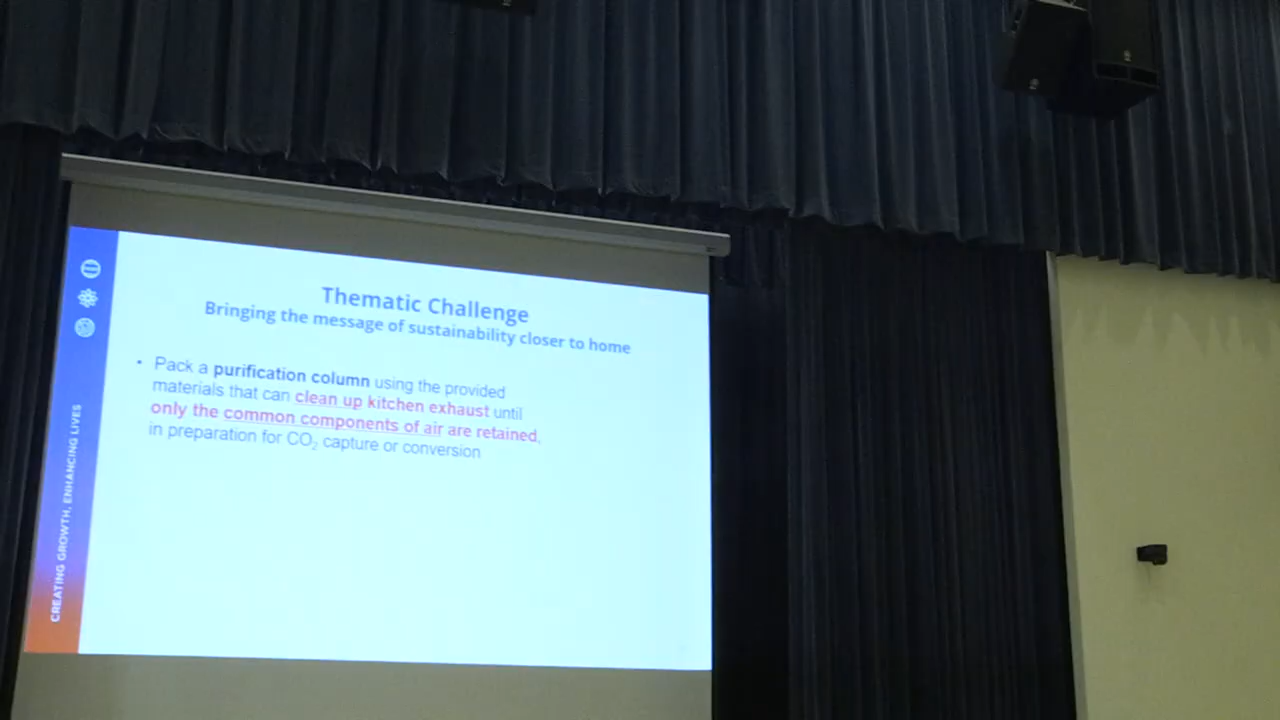 Thematic Challenge
Bringing the message of sustainability closer to home
• Pack a purification column using the provided
materials that can clean up kitchen exhaust until
only the common components of air are retained,
in preparation for CO₂ capture or conversion
CREATING GROWTH, ENHANCING LIVES